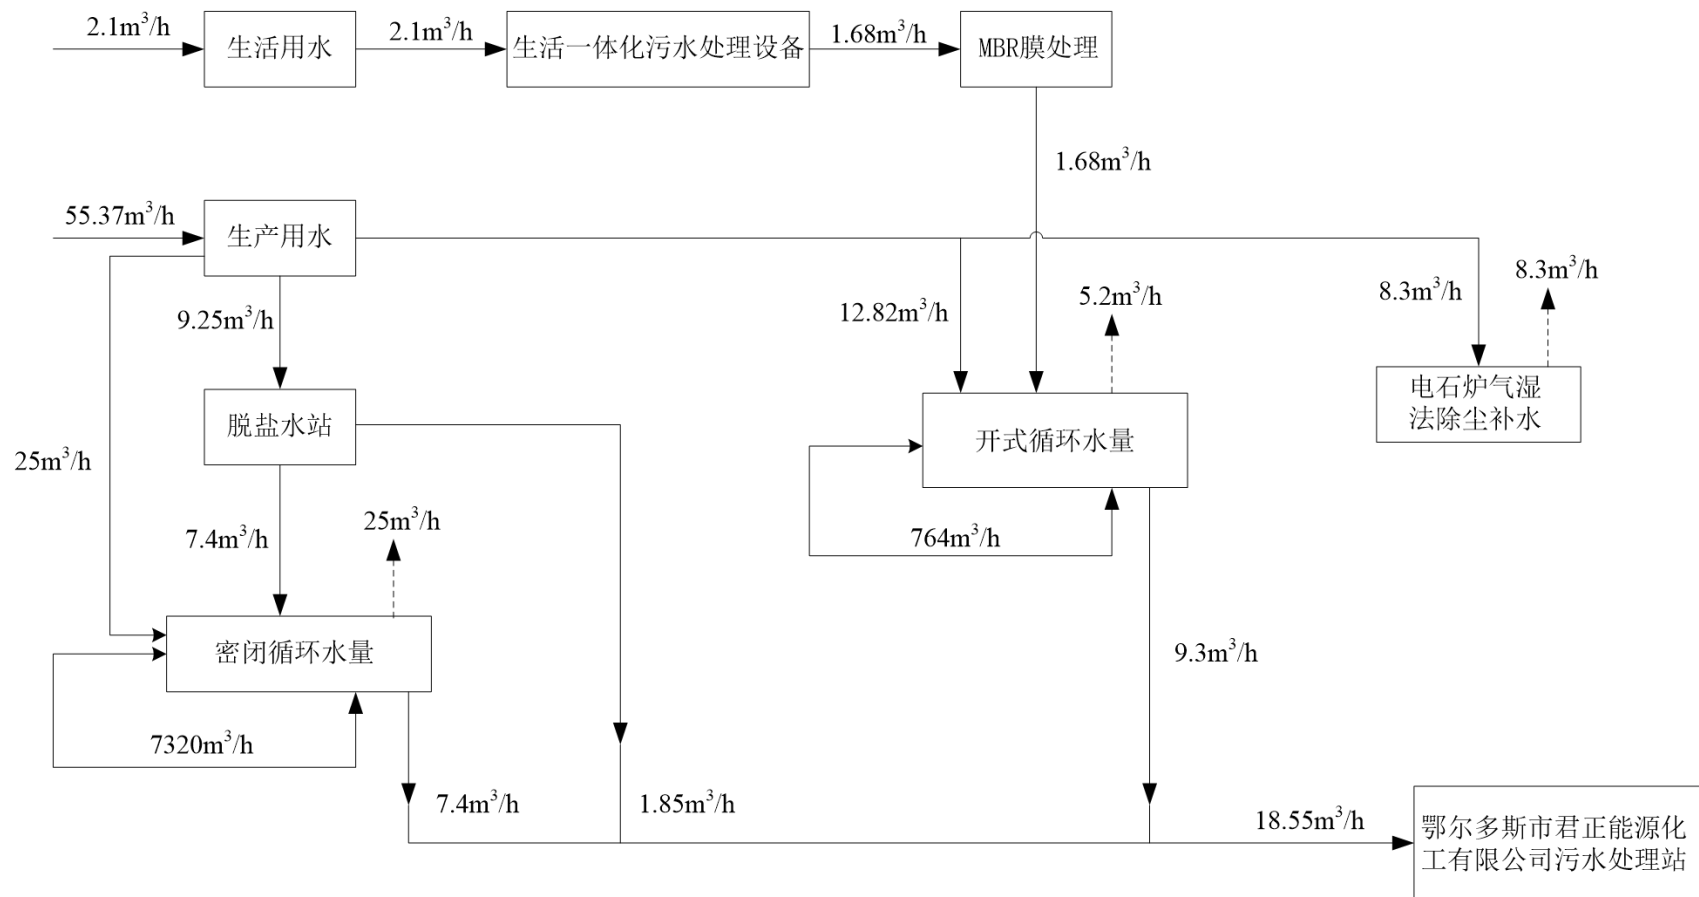 2.1m³/h
生活用水
2.1m³/h
生活一体化污水处理设备
1.68m³/h
MBR膜处理
1.68m³/h
55.37m³/h
生产用水
9.25m³/h
12.82m³/h
5.2m³/h
8.3m³/h
8.3m³/h
脱盐水站
开式循环水量
电石炉气湿
法除尘补水
25m³/h
7.4m³/h
25m³/h
764m³/h
密闭循环水量
9.3m³/h
7320m³/h
7.4m³/h
1.85m³/h
18.55m³/h
鄂尔多斯市君正能源化
工有限公司污水处理站